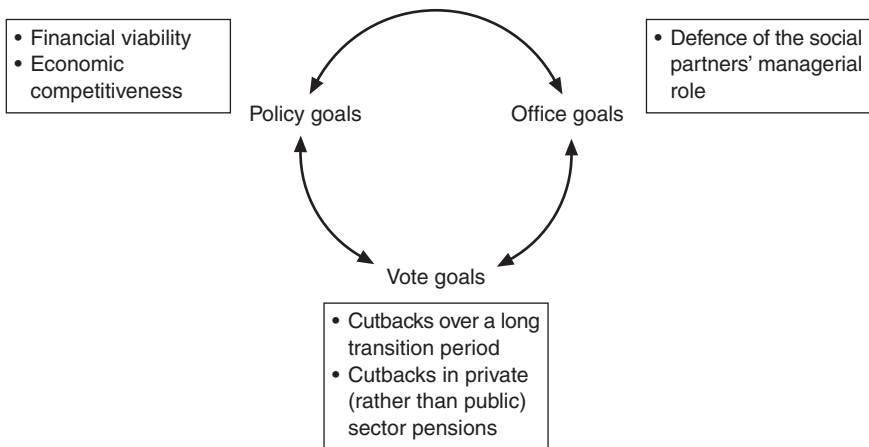 • Financial viability
• Economic
competitiveness
• Defence of the social
partners’ managerial
role
Policy goals
Office goals
Vote goals
• Cutbacks over a long
transition period
• Cutbacks in private
(rather than public)
sector pensions